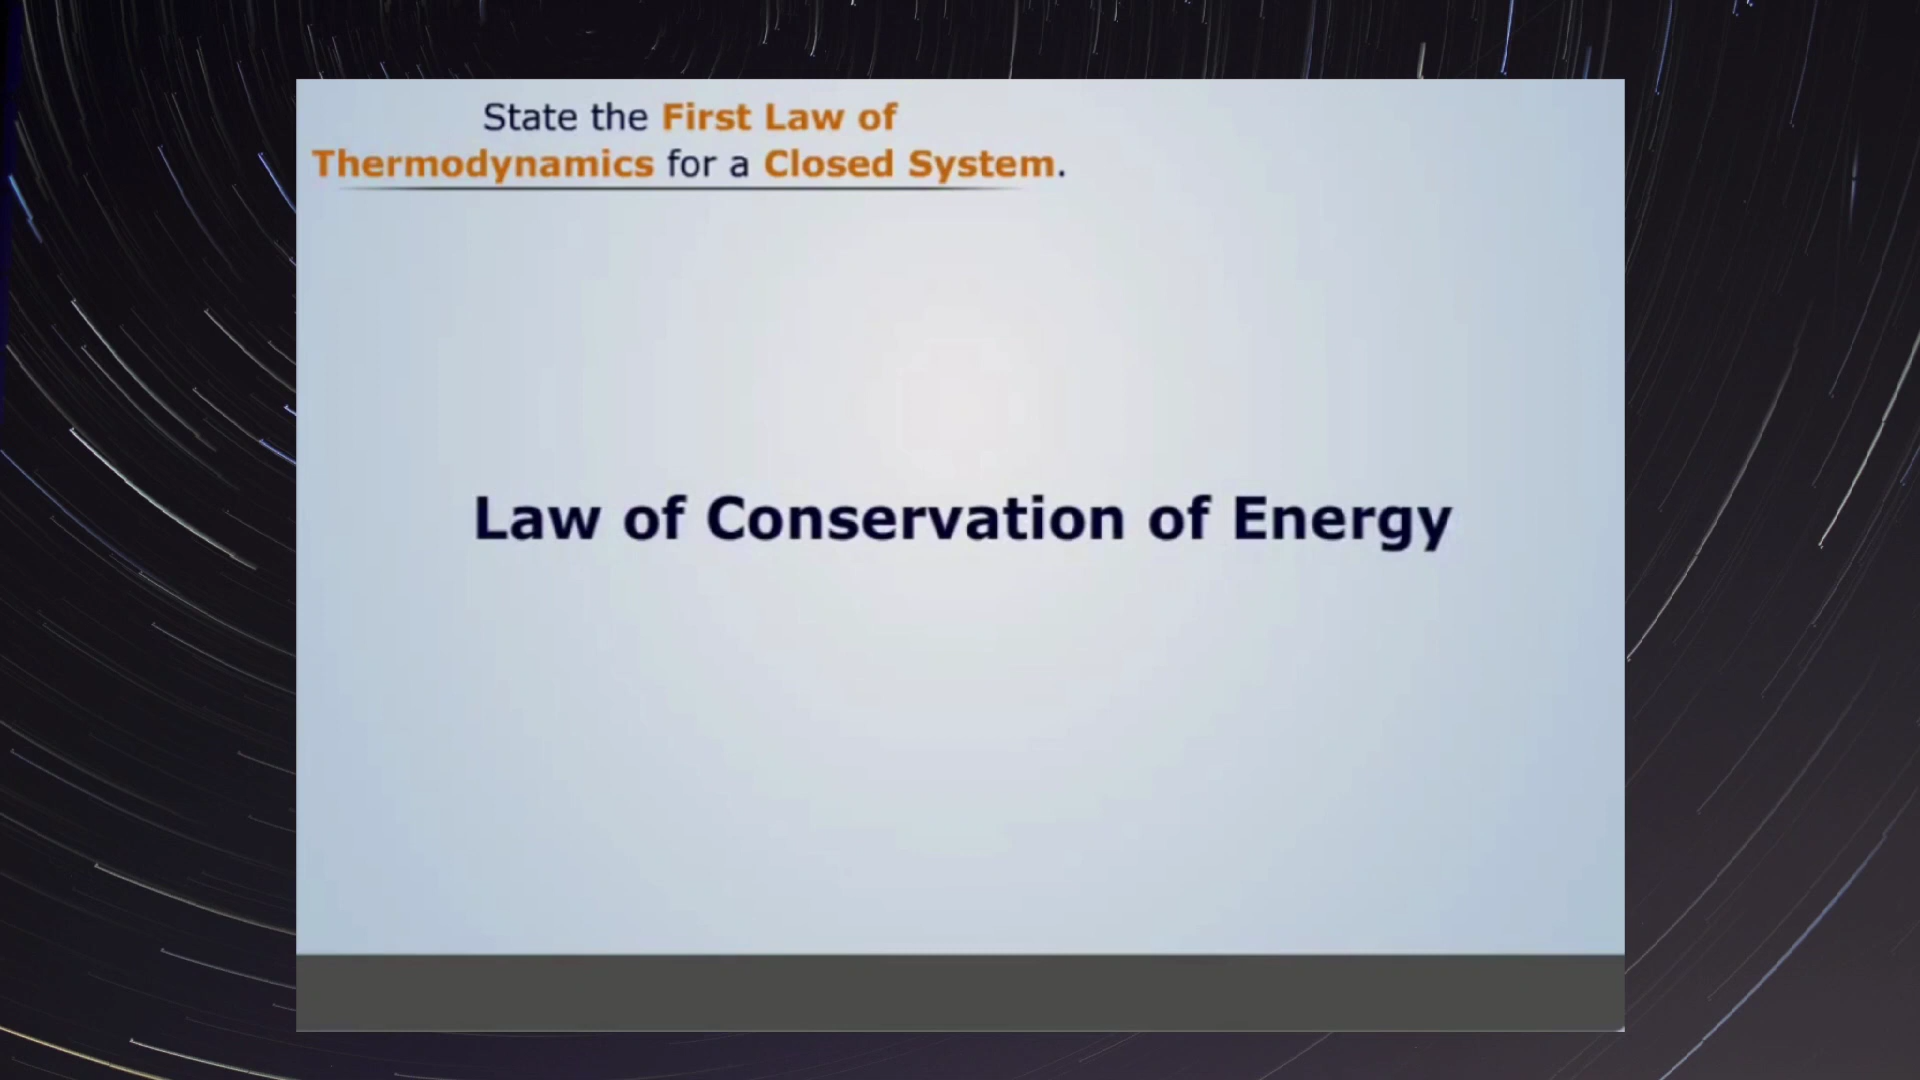 State the First Law of
Thermodynamics for a Closed System.
Law of Conservation of Energy